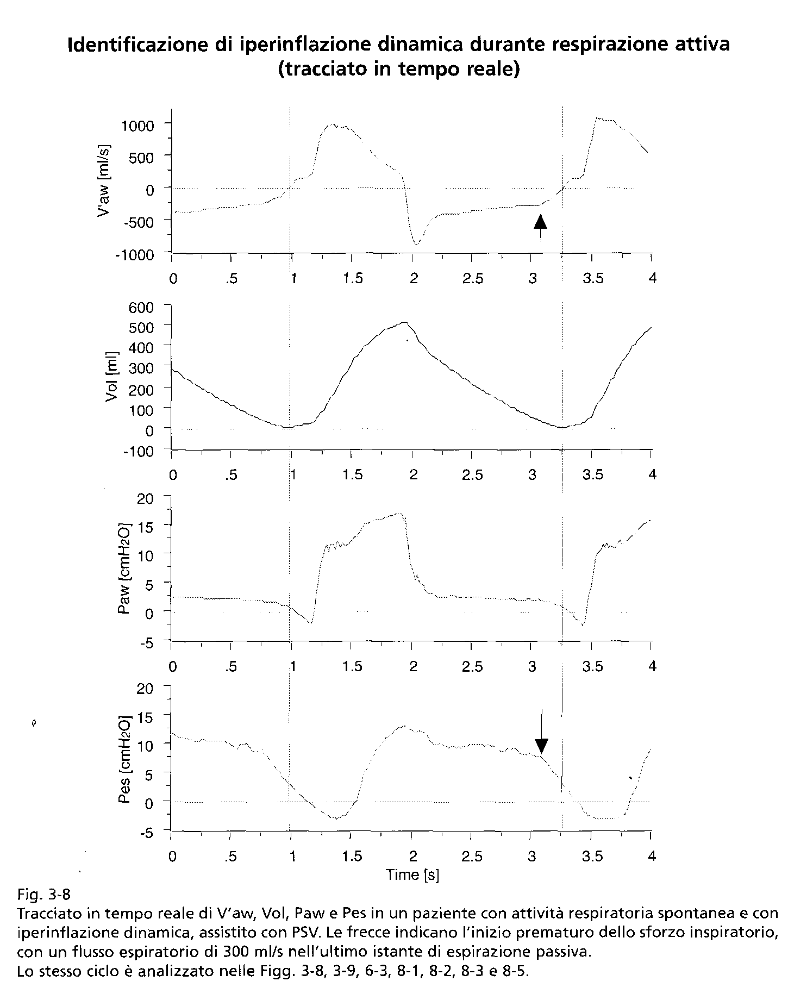 Identificazione di iperinflazione dinamica durante respirazione attiva
(tracciato in tempo reale)
V'aw [ml/s]
1000
500
0
-500
-1000
0 .5 1 1.5 2 2.5 3 3.5 4
Vol [ml]
600
500
400
300
200
100
0
-100
0 .5 1 1.5 2 2.5 3 3.5 4
Paw [cmH2O]
20
15
10
5
0
-5
0 .5 1 1.5 2 2.5 3 3.5 4
Pes [cmH2O]
20
15
10
5
0
-5
0 .5 1 1.5 2 2.5 3 3.5 4
Time [s]
Fig. 3-8
Tracciato in tempo reale di V'aw, Vol, Paw e Pes in un paziente con attività respiratoria spontanea e con
iperinflazione dinamica, assistito con PSV. Le frecce indicano l'inizio prematuro dello sforzo inspiratorio,
con un flusso espiratorio di 300 ml/s nell'ultimo istante di espirazione passiva.
Lo stesso ciclo è analizzato nelle Figg. 3-8, 3-9, 6-3, 8-1, 8-2, 8-3 e 8-5.